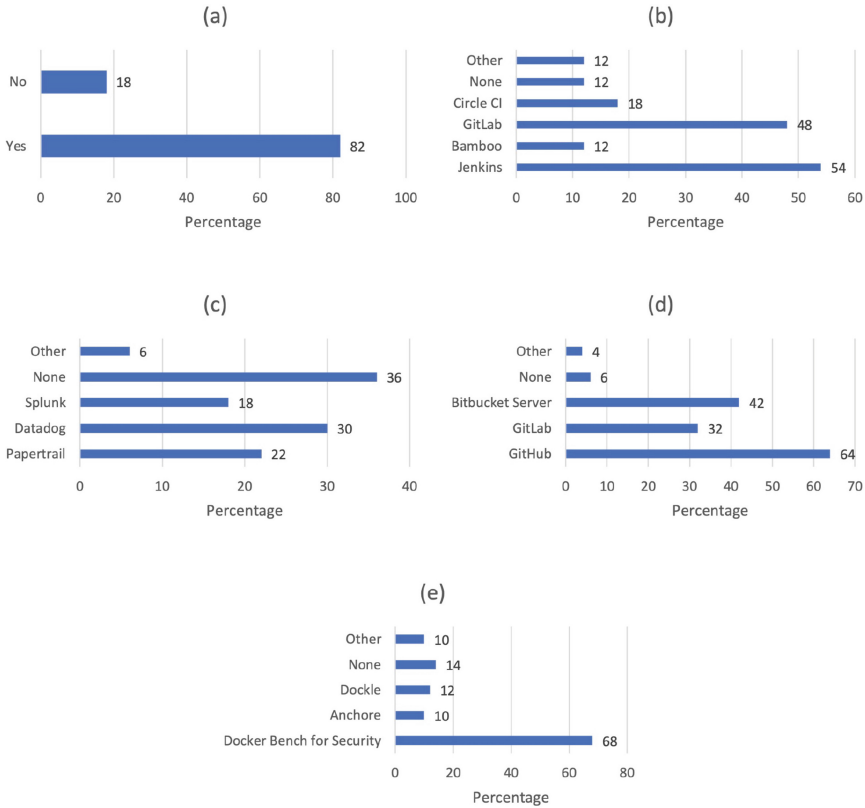 (a)
No 18
Yes 82
0 20 40 60 80 100
Percentage
(b)
Other 12
None 12
Circle CI 18
GitLab 48
Bamboo 12
Jenkins 54
0 10 20 30 40 50 60
Percentage
(c)
Other 6
None 36
Splunk 18
Datadog 30
Papertrail 22
0 10 20 30 40
Percentage
(d)
Other 4
None 6
Bitbucket Server 42
GitLab 32
GitHub 64
0 10 20 30 40 50 60 70
Percentage
(e)
Other 10
None 14
Dockle 12
Anchore 10
Docker Bench for Security 68
0 20 40 60 80
Percentage